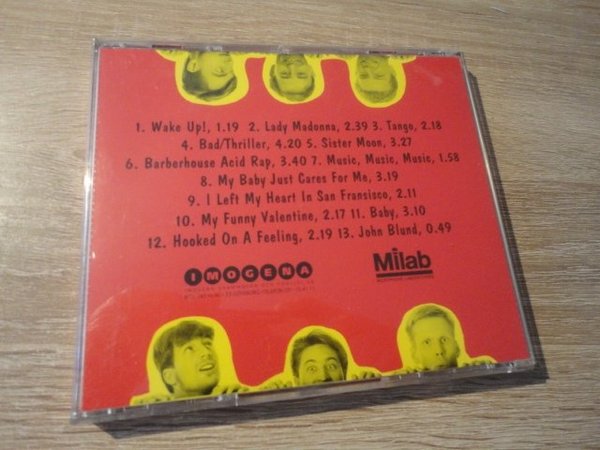 1. Wake Up!, 1.19 2. Lady Madonna, 2.39 3. Tango, 2.18
4. Bad/Thriller, 4.20 5. Sister Moon, 3.27
6. Barberhouse Acid Rap, 3.40 7. Music, Music, Music, 1.58
8. My Baby Just Cares For Me, 3.19
9. I Left My Heart In San Fransisco, 2.11
10. My Funny Valentine, 2.17 11. Baby, 3.10
12. Hooked On A Feeling, 2.19 13. John Blund, 0.49
IMOGENA
Milab